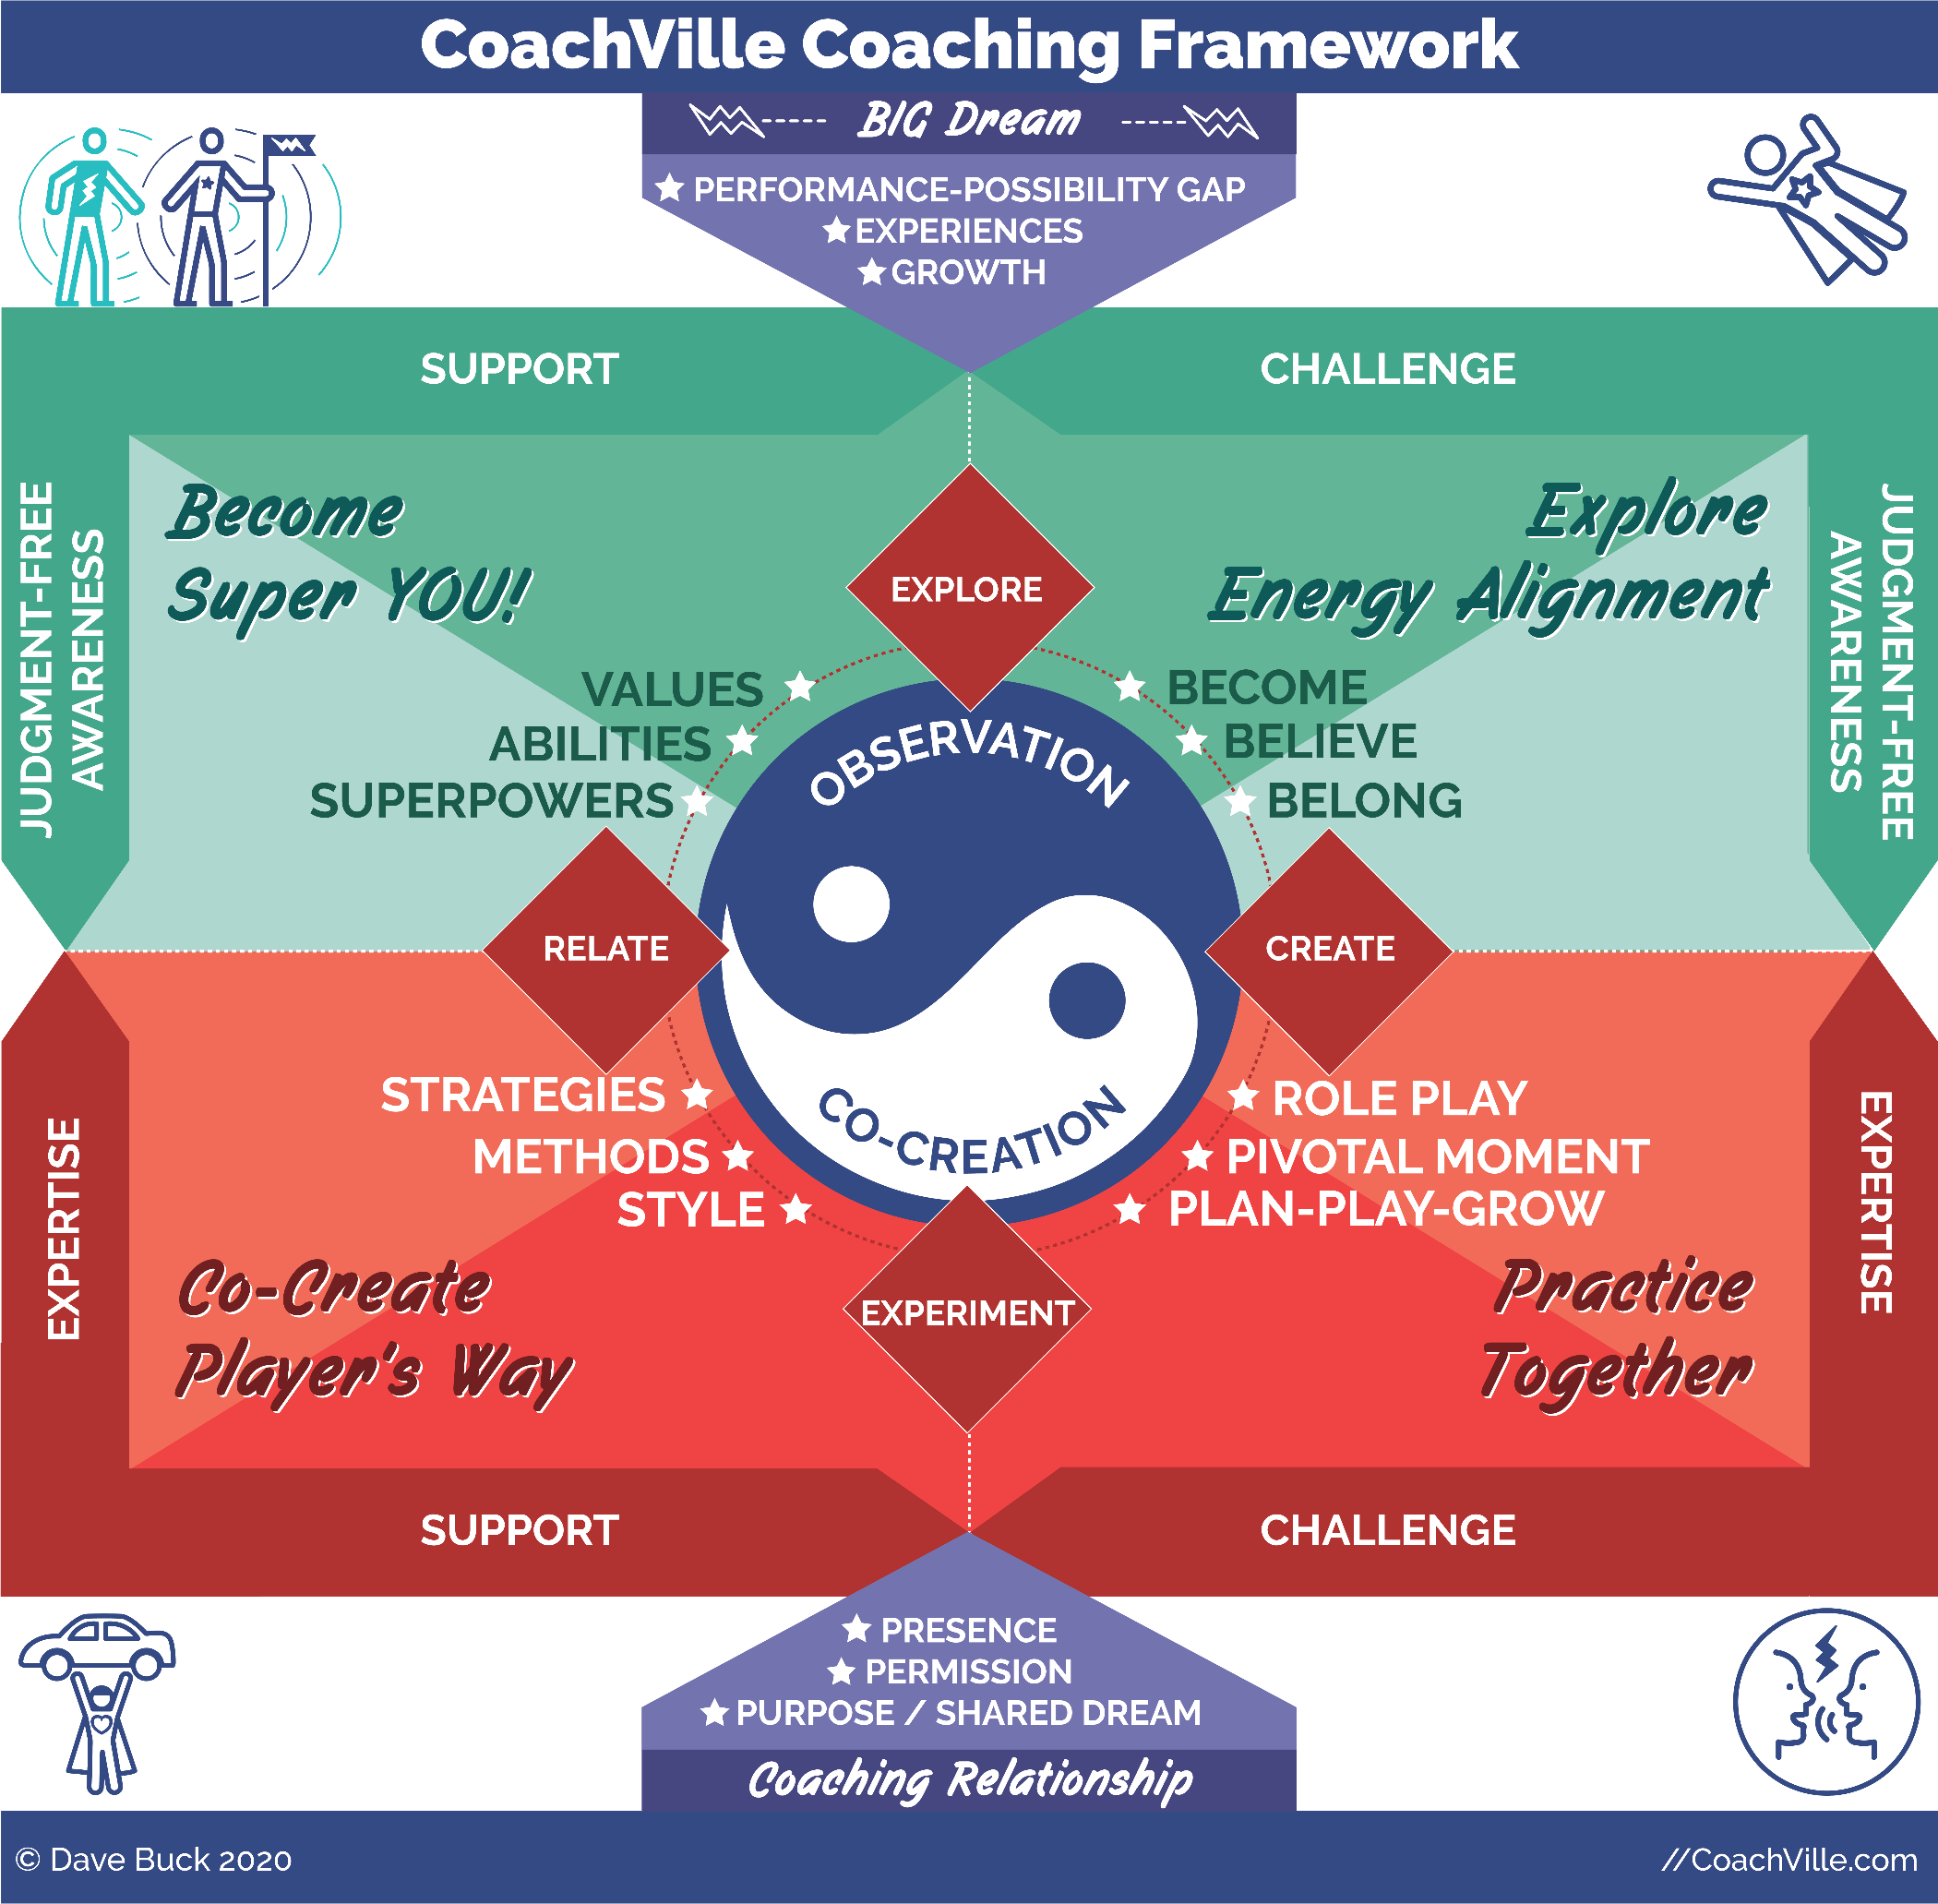 CoachVille Coaching Framework
BIG Dream
PERFORMANCE-POSSIBILITY GAP
EXPERIENCES
GROWTH
SUPPORT
CHALLENGE
JUDGMENT-FREE
AWARENESS
JUDGMENT-FREE
AWARENESS
Become
Super YOU!
Explore
Energy Alignment
EXPLORE
VALUES
ABILITIES
SUPERPOWERS
BECOME
BELIEVE
BELONG
OBSERVATION
RELATE
CREATE
CO-CREATION
STRATEGIES
METHODS
STYLE
ROLE PLAY
PIVOTAL MOMENT
PLAN-PLAY-GROW
EXPERTISE
EXPERTISE
Co-Create
Player's Way
EXPERIMENT
Practice
Together
SUPPORT
CHALLENGE
PRESENCE
PERMISSION
PURPOSE / SHARED DREAM
Coaching Relationship
© Dave Buck 2020
//CoachVille.com